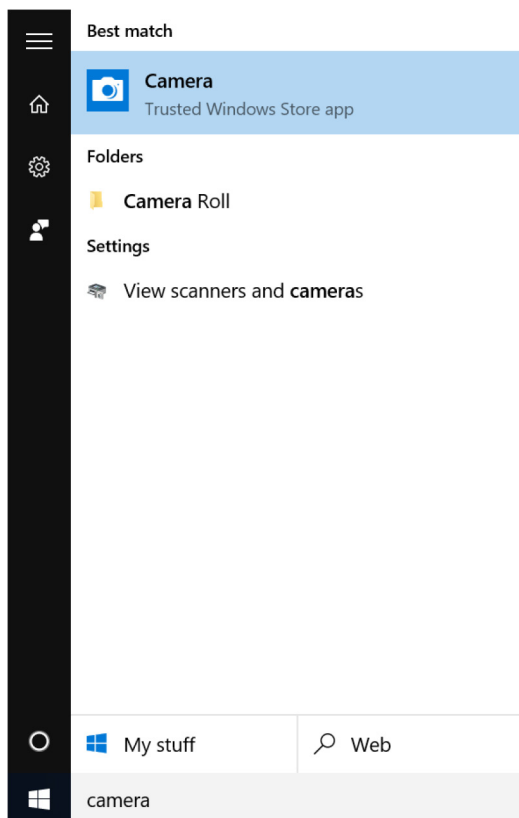 Best match
Camera
Trusted Windows Store app
Folders
Camera Roll
Settings
View scanners and cameras
My stuff
Web
camera